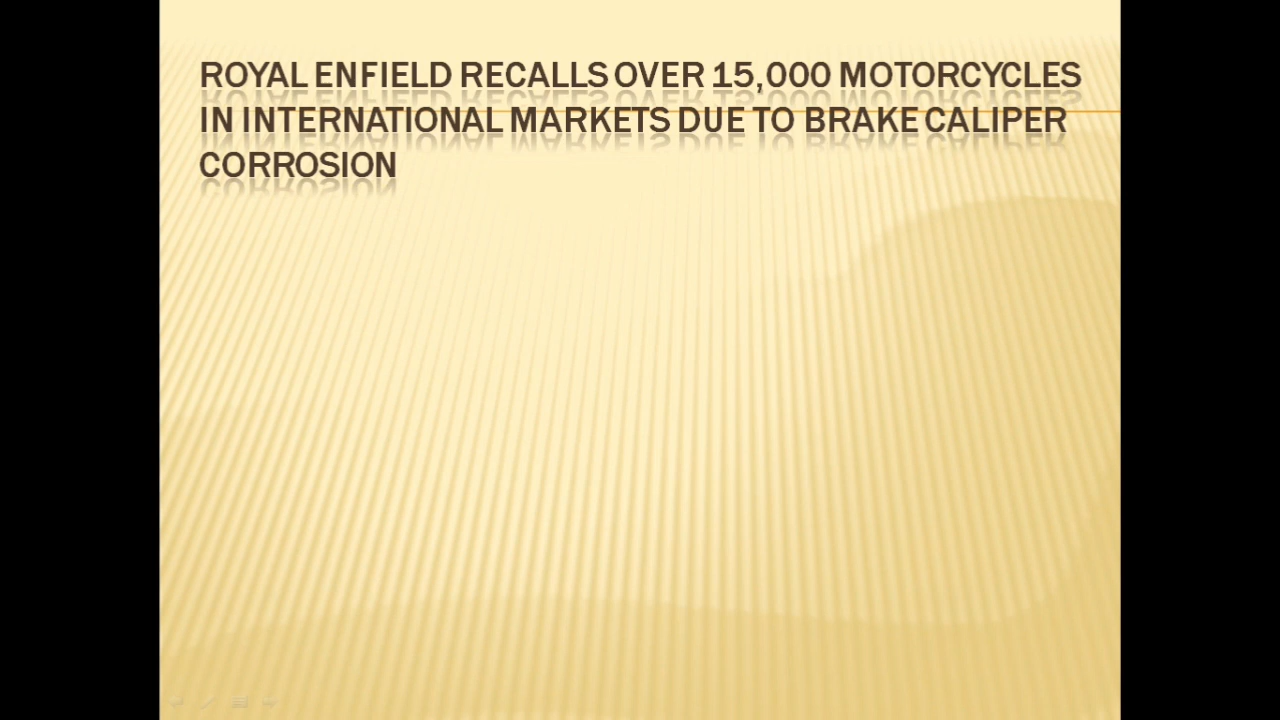 ROYAL ENFIELD RECALLS OVER 15,000 MOTORCYCLES
IN INTERNATIONAL MARKETS DUE TO BRAKE CALIPER
CORROSION